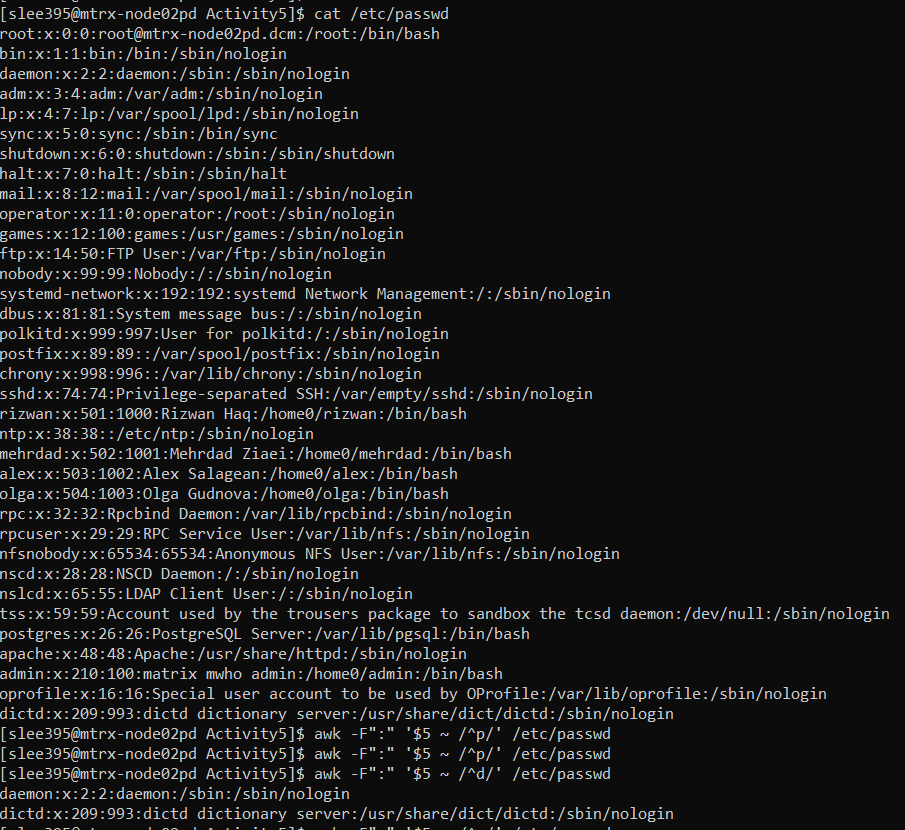 [slee395@mtrx-node02pd Activity5]$ cat /etc/passwd
root:x:0:0:root@mtrx-node02pd.dcm:/root:/bin/bash
bin:x:1:1:bin:/bin:/sbin/nologin
daemon:x:2:2:daemon:/sbin:/sbin/nologin
adm:x:3:4:adm:/var/adm:/sbin/nologin
lp:x:4:7:lp:/var/spool/lpd:/sbin/nologin
sync:x:5:0:sync:/sbin:/bin/sync
shutdown:x:6:0:shutdown:/sbin:/sbin/shutdown
halt:x:7:0:halt:/sbin:/sbin/halt
mail:x:8:12:mail:/var/spool/mail:/sbin/nologin
operator:x:11:0:operator:/root:/sbin/nologin
games:x:12:100:games:/usr/games:/sbin/nologin
ftp:x:14:50:FTP User:/var/ftp:/sbin/nologin
nobody:x:99:99:Nobody:/:/sbin/nologin
systemd-network:x:192:192:systemd Network Management:/:/sbin/nologin
dbus:x:81:81:System message bus:/:/sbin/nologin
polkitd:x:999:997:User for polkitd:/:/sbin/nologin
postfix:x:89:89::/var/spool/postfix:/sbin/nologin
chrony:x:998:996::/var/lib/chrony:/sbin/nologin
sshd:x:74:74:Privilege-separated SSH:/var/empty/sshd:/sbin/nologin
rizwan:x:501:1000:Rizwan Haq:/home0/rizwan:/bin/bash
ntp:x:38:38::/etc/ntp:/sbin/nologin
mehrdad:x:502:1001:Mehrdad Ziaei:/home0/mehrdad:/bin/bash
alex:x:503:1002:Alex Salagean:/home0/alex:/bin/bash
olga:x:504:1003:Olga Gudnova:/home0/olga:/bin/bash
rpc:x:32:32:Rpcbind Daemon:/var/lib/rpcbind:/sbin/nologin
rpcuser:x:29:29:RPC Service User:/var/lib/nfs:/sbin/nologin
nfsnobody:x:65534:65534:Anonymous NFS User:/var/lib/nfs:/sbin/nologin
nscd:x:28:28:NSCD Daemon:/:/sbin/nologin
nslcd:x:65:55:LDAP Client User:/:/sbin/nologin
tss:x:59:59:Account used by the trousers package to sandbox the tcsd daemon:/dev/null:/sbin/nologin
postgres:x:26:26:PostgreSQL Server:/var/lib/pgsql:/bin/bash
apache:x:48:48:Apache:/usr/share/httpd:/sbin/nologin
admin:x:210:100:matrix mwho admin:/home0/admin:/bin/bash
oprofile:x:16:16:Special user account to be used by OProfile:/var/lib/oprofile:/sbin/nologin
dictd:x:209:993:dictd dictionary server:/usr/share/dict/dictd:/sbin/nologin
[slee395@mtrx-node02pd Activity5]$ awk -F":" '$5 ~ /^p/' /etc/passwd
[slee395@mtrx-node02pd Activity5]$ awk -F":" '$5 ~ /^p/' /etc/passwd
[slee395@mtrx-node02pd Activity5]$ awk -F":" '$5 ~ /^d/' /etc/passwd
daemon:x:2:2:daemon:/sbin:/sbin/nologin
dictd:x:209:993:dictd dictionary server:/usr/share/dict/dictd:/sbin/nologin